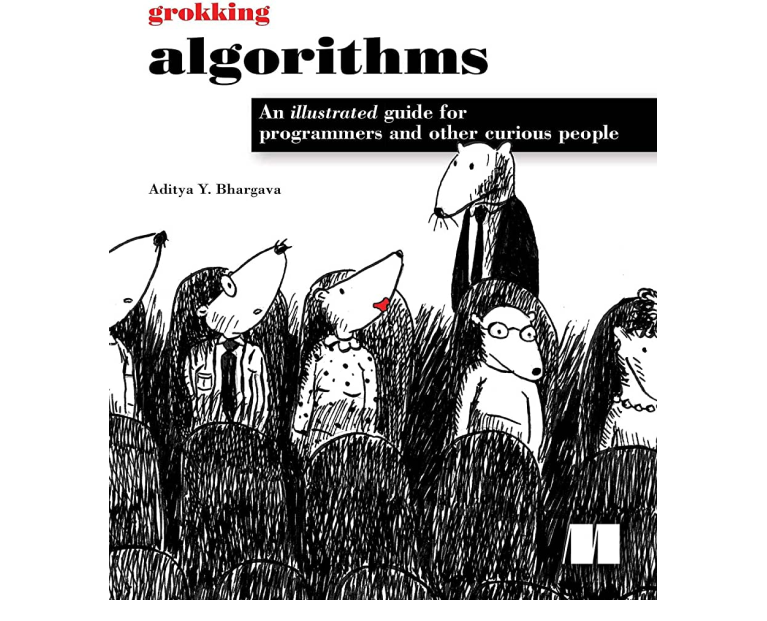 grokking
algorithms
An illustrated guide for
programmers and other curious people
Aditya Y. Bhargava